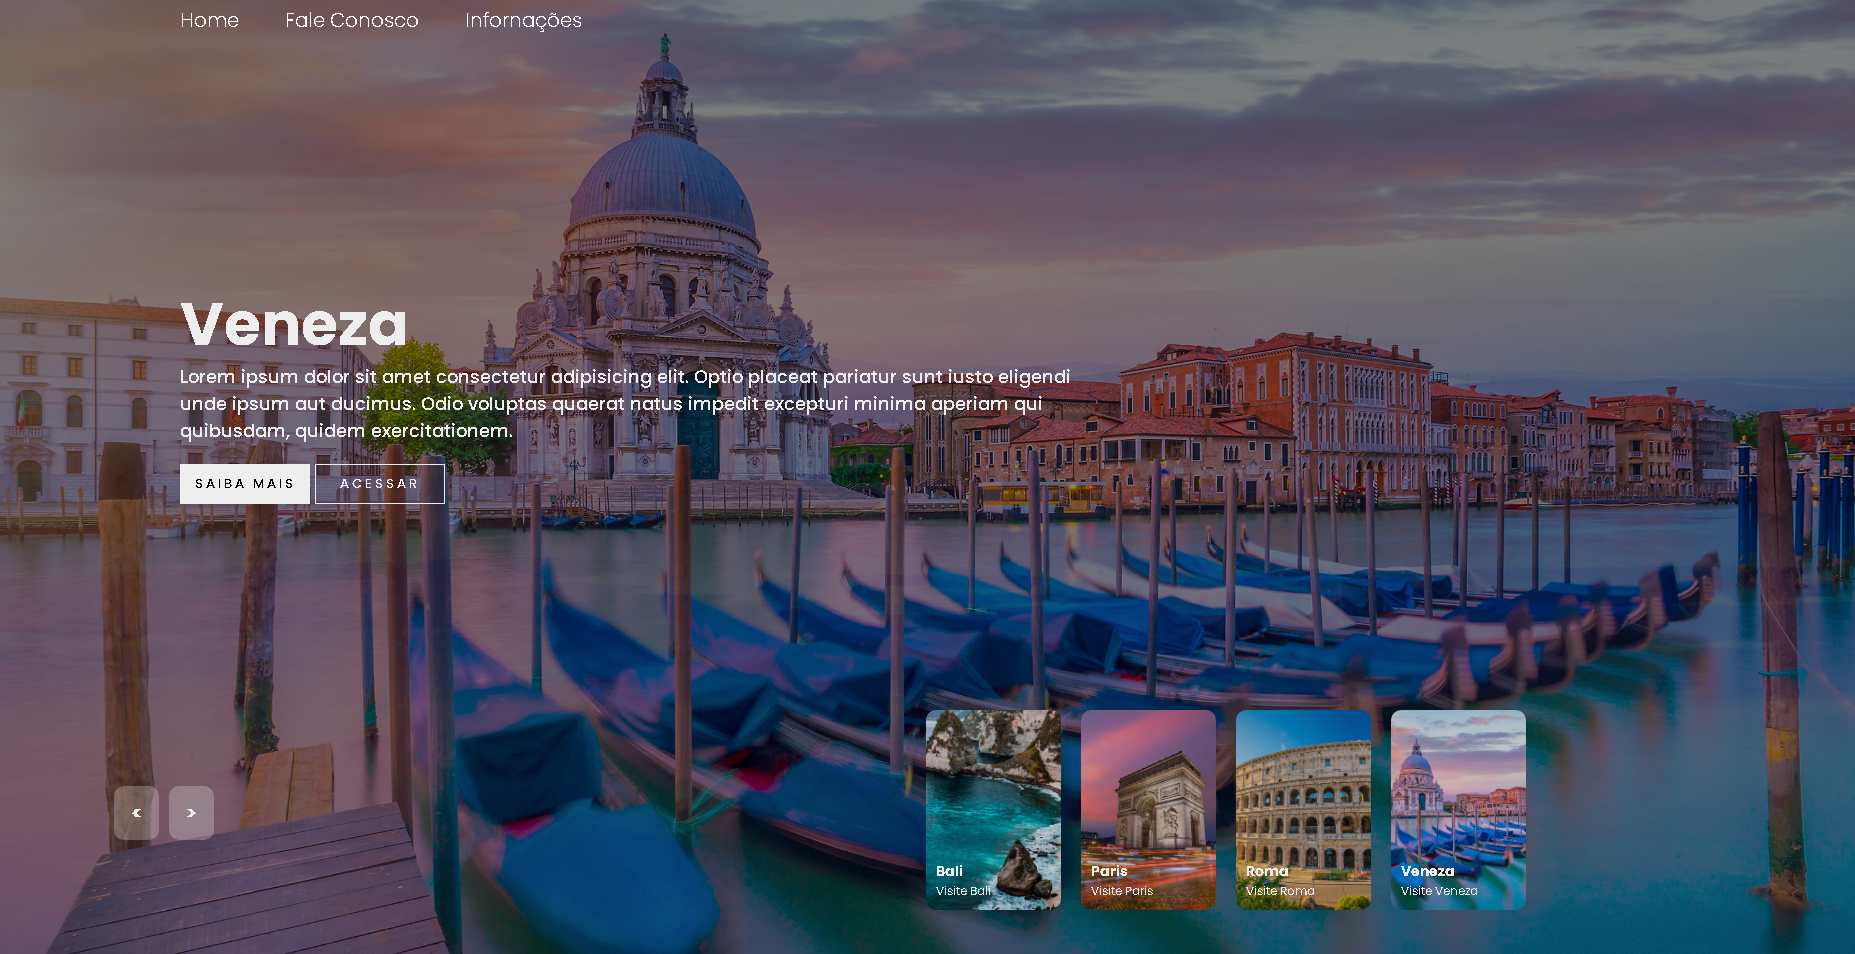 Home Fale Conosco Infornações
Veneza
Lorem ipsum dolor sit amet consectetur adipisicing elit. Optio placeat pariatur sunt iusto eligendi
unde ipsum aut ducimus. Odio voluptas quaerat natus impedit excepturi minima aperiam qui
quibusdam, quidem exercitationem.
SAIBA MAIS ACESSAR
< >
Bali
Visite Bali
Paris
Visite Paris
Roma
Visite Roma
Veneza
Visite Veneza